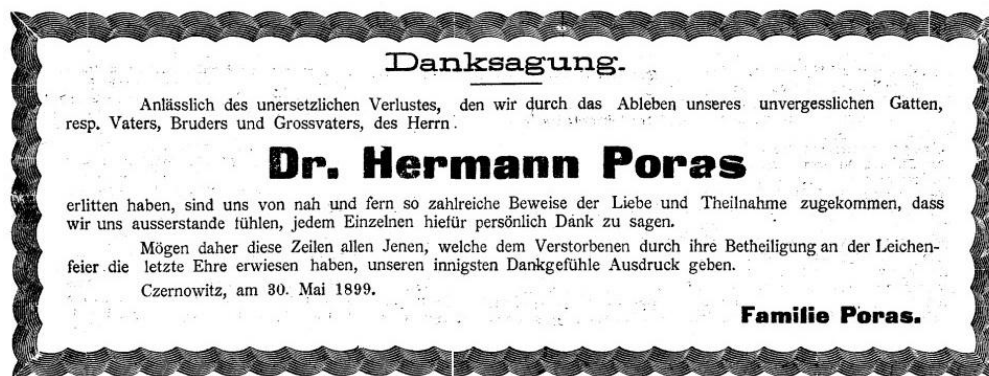 Danksagung.
Anlässlich des unersetzlichen Verlustes, den wir durch das Ableben unseres unvergesslichen Gatten,
resp. Vaters, Bruders und Grossvaters, des Herrn
Dr. Hermann Poras
erlitten haben, sind uns von nah und fern so zahlreiche Beweise der Liebe und Theilnahme zugekommen, dass
wir uns ausserstande fühlen, jedem Einzelnen hiefür persönlich Dank zu sagen.
Mögen daher diese Zeilen allen Jenen, welche dem Verstorbenen durch ihre Betheiligung an der Leichen-
feier die letzte Ehre erwiesen haben, unseren innigsten Dankgefühle Ausdruck geben.
Czernowitz, am 30. Mai 1899.
Familie Poras.